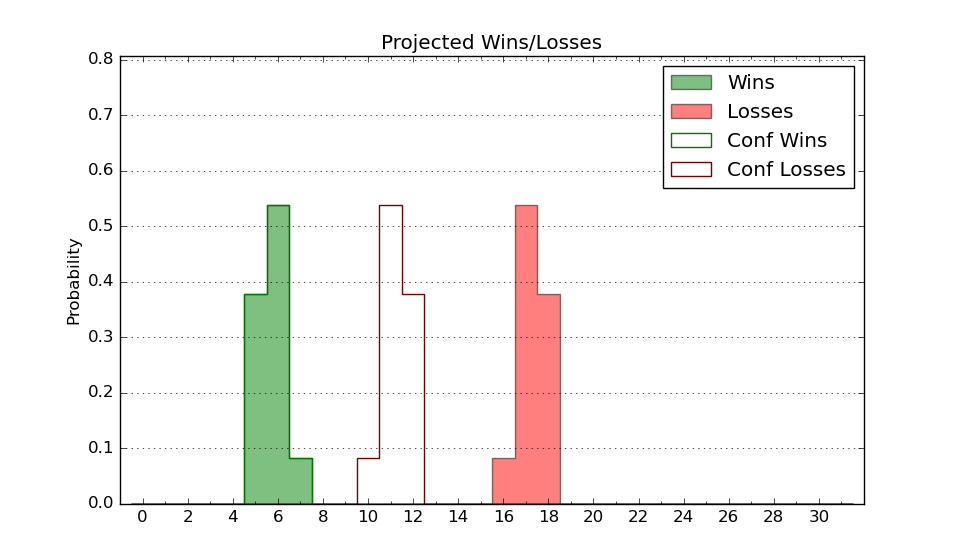 Projected Wins/Losses
0.8
0.7
0.6
0.5
0.4
0.3
0.2
0.1
0.0
Probability
Wins
Losses
Conf Wins
Conf Losses
0 2 4 6 8 10 12 14 16 18 20 22 24 26 28 30